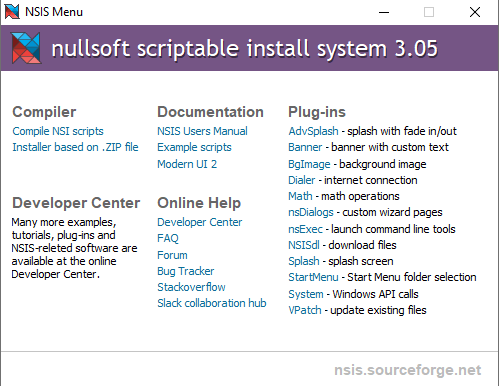 NSIS Menu
nullsoft scriptable install system 3.05
Compiler
Compile NSI scripts
Installer based on .ZIP file
Developer Center
Many more examples,
tutorials, plug-ins and
NSIS-releted software are
available at the online
Developer Center.
Documentation
NSIS Users Manual
Example scripts
Modern UI 2
Online Help
Developer Center
FAQ
Forum
Bug Tracker
Stackoverflow
Slack collaboration hub
Plug-ins
AdvSplash - splash with fade in/out
Banner - banner with custom text
BgImage - background image
Dialer - internet connection
Math - math operations
nsDialogs - custom wizard pages
nsExec - launch command line tools
NSISdl - download files
Splash - splash screen
StartMenu - Start Menu folder selection
System - Windows API calls
VPatch - update existing files
nsis.sourceforge.net